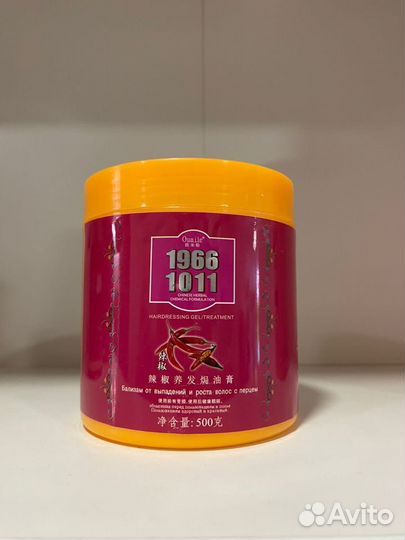 1966
1011
CHINESE HERBAL
CHEMICAL FORMULATION
HAIRDRESSING GEL/TREATMENT
辣椒
辣椒养发焗油膏
Бальзам от выпадений и роста волос с перцем
净含量:500克
Avito